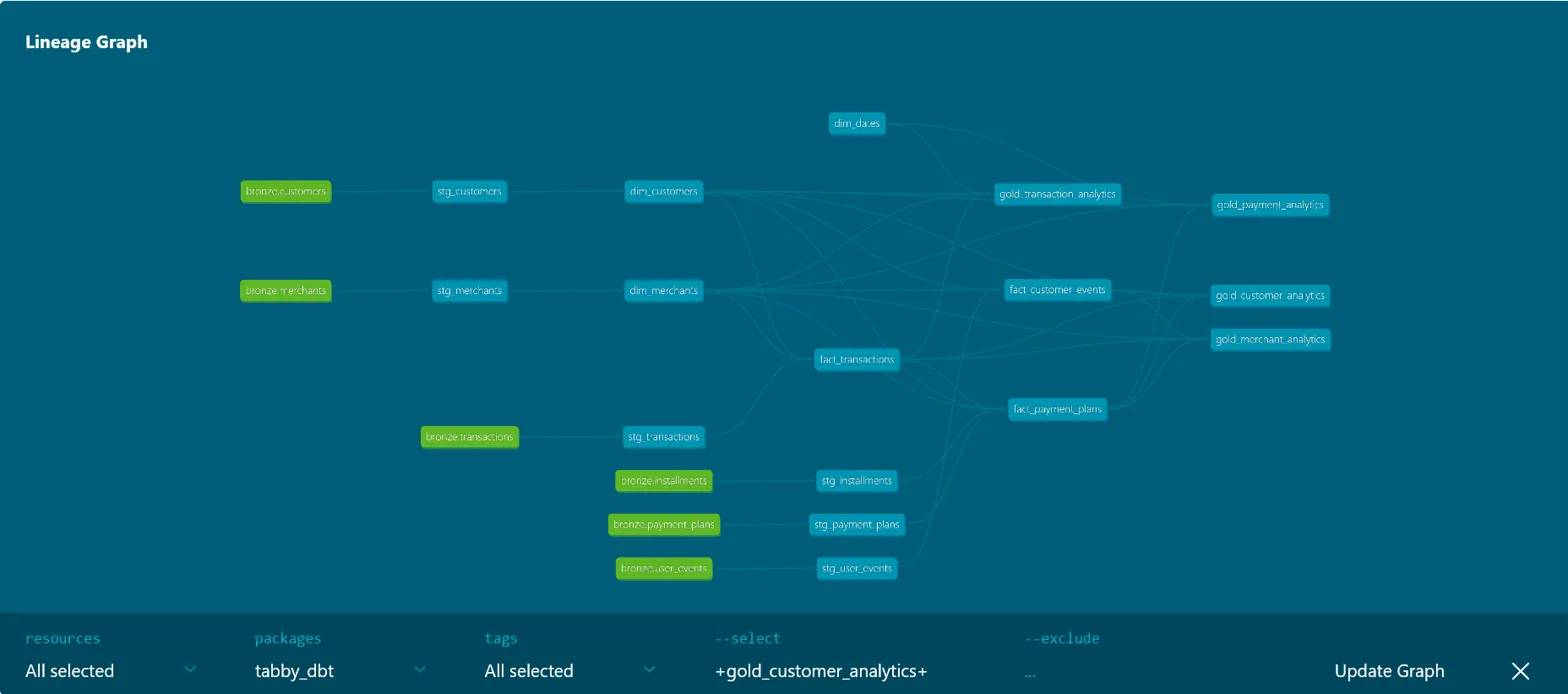 Lineage Graph
dim_dates
bronze.customers
stg_customers
dim_customers
gold_transaction_analytics
gold_payment_analytics
bronze.merchants
stg_merchants
dim_merchants
fact_customer_events
gold_customer_analytics
gold_merchant_analytics
fact_transactions
fact_payment_plans
bronze.transactions
stg_transactions
bronze.installments
stg_installments
bronze.payment_plans
stg_payment_plans
bronze.user_events
stg_user_events
resources packages tags --select --exclude
All selected tabby_dbt All selected +gold_customer_analytics+ ... Update Graph